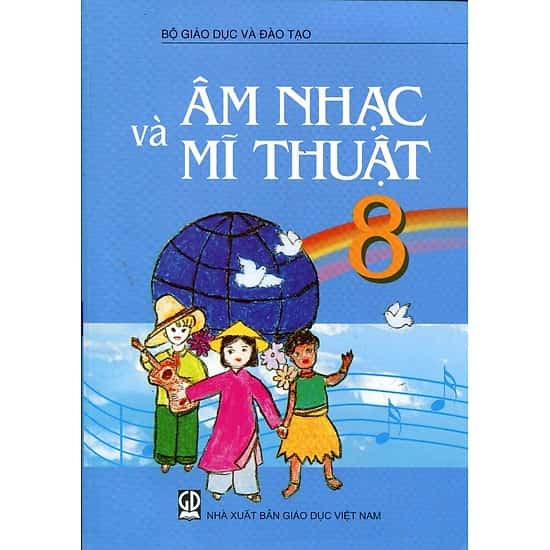 BỘ GIÁO DỤC VÀ ĐÀO TẠO
ÂM NHẠC
và MĨ THUẬT
8
GD
NHÀ XUẤT BẢN GIÁO DỤC VIỆT NAM